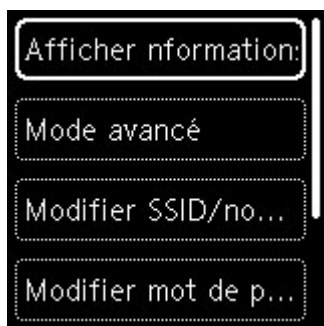 Afficher nformation:
Mode avancé
Modifier SSID/no...
Modifier mot de p...